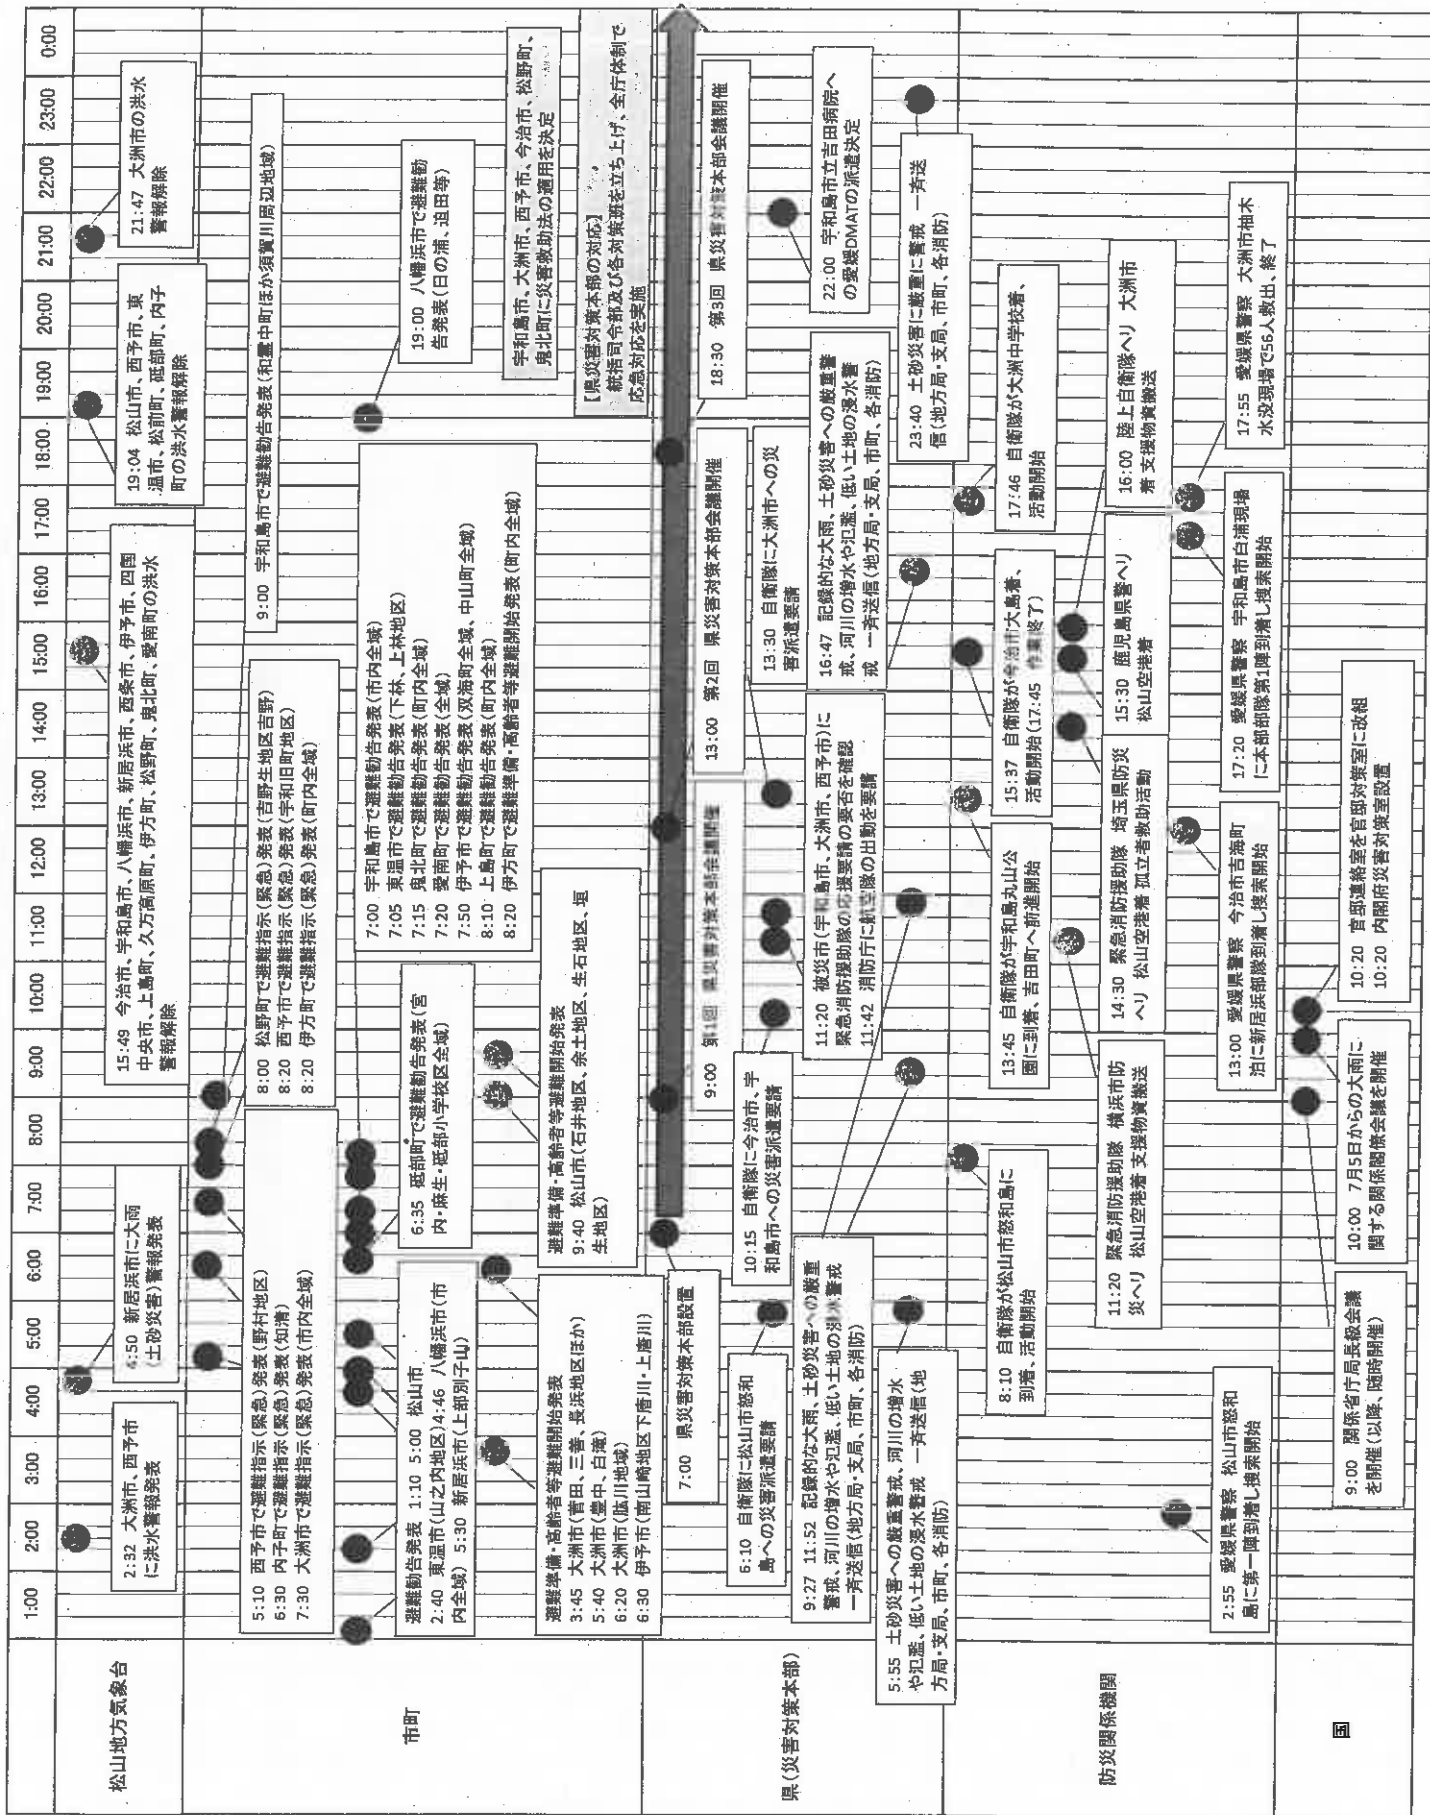 1:00 2:00 3:00 4:00 5:00 6:00 7:00 8:00 9:00 10:00 11:00 12:00 13:00 14:00 15:00 16:00 17:00 18:00 19:00 20:00 21:00 22:00 23:00 0:00
松山地方気象台
2:32 大洲市、西予市
に洪水警報発表
4:50 新居浜市に大雨
(土砂災害)警報発表
15:49 今治市、宇和島市、八幡浜市、新居浜市、西条市、伊予市、四国
中央市、上島町、久万高原町、伊方町、松野町、鬼北町、愛南町の洪水
警報解除
19:04 松山市、西予市、東
温市、松前町、砥部町、内子
町の洪水警報解除
21:47 大洲市の洪水
警報解除
市町
5:10 西予市で避難指示(緊急)発表(野村地区)
6:30 内子町で避難指示(緊急)発表(知清)
7:30 大洲市で避難指示(緊急)発表(市内全域)
8:00 松野町で避難指示(緊急)発表(吉野生地区吉野)
8:20 西予市で避難指示(緊急)発表(宇和旧町地区)
8:20 伊方町で避難指示(緊急)発表(町内全域)
9:00 宇和島市で避難勧告発表(和霊中町ほか須賀川周辺地域)
避難勧告発表 1:10 5:00 松山市
2:40 東温市(山之内地区)4:46 八幡浜市(市
内全域) 5:30 新居浜市(上部別子山)
6:35 砥部町で避難勧告発表(宮
内・麻生・砥部小学校区全域)
7:00 宇和島市で避難勧告発表(市内全域)
7:05 東温市で避難勧告発表(下林、上林地区)
7:15 鬼北町で避難勧告発表(町内全域)
7:20 愛南町で避難勧告発表(全域)
7:50 伊予市で避難勧告発表(双海町全域、中山町全域)
8:10 上島町で避難勧告発表(町内全域)
8:20 伊方町で避難準備・高齢者等避難開始発表(町内全域)
19:00 八幡浜市で避難勧
告発表(日の浦、迫田等)
避難準備・高齢者等避難開始発表
3:45 大洲市(菅田、三善、長浜地区ほか)
5:40 大洲市(豊中、白滝)
6:20 大洲市(肱川地域)
6:30 伊予市(南山崎地区下唐川・上唐川)
避難準備・高齢者等避難開始発表
9:40 松山市(石井地区、余土地区、生石地区、垣
生地区)
宇和島市、大洲市、西予市、今治市、松野町、
鬼北町に災害救助法の適用を決定
【県災害対策本部の対応】
統括司令部及び各対策班を立ち上げ、全庁体制で
応急対応を実施
県(災害対策本部)
7:00 県災害対策本部設置
9:00 第1回 県災害対策本部会議開催
13:00 第2回 県災害対策本部会議開催
18:30 第3回 県災害対策本部会議開催
6:10 自衛隊に松山市怒和
島への災害派遣要請
10:15 自衛隊に今治市、宇
和島市への災害派遣要請
11:20 被災市(宇和島市、大洲市、西予市)に
緊急消防援助隊の応援要請の要否を確認
11:42 消防庁に航空隊の出動を要請
13:30 自衛隊に大洲市への災
害派遣要請
22:00 宇和島市立吉田病院へ
の愛媛DMATの派遣決定
9:27 11:52 記録的な大雨、土砂災害への厳重
警戒、河川の増水や氾濫、低い土地の浸水警戒
一斉送信(地方局・支局、市町、各消防)
16:47 記録的な大雨、土砂災害への厳重警
戒、河川の増水や氾濫、低い土地の浸水警
戒 一斉送信(地方局・支局、市町、各消防)
5:55 土砂災害への厳重警戒、河川の増水
や氾濫、低い土地の浸水警戒 一斉送信(地
方局・支局、市町、各消防)
23:40 土砂災害に厳重に警戒 一斉送
信(地方局・支局、市町、各消防)
防災関係機関
8:10 自衛隊が松山市怒和島に
到着、活動開始
13:45 自衛隊が宇和島丸山公
園に到着、吉田町へ前進開始
15:37 自衛隊が今治市大島着、
活動開始(17:45 作業終了)
17:46 自衛隊が大洲中学校着、
活動開始
11:20 緊急消防援助隊 横浜市防
災ヘリ 松山空港着 支援物資搬送
14:30 緊急消防援助隊 埼玉県防災
ヘリ 松山空港着 孤立者救助活動
15:30 鹿児島県警ヘリ
松山空港着
16:00 陸上自衛隊ヘリ 大洲市
着 支援物資搬送
2:55 愛媛県警察 松山市怒和
島に第一陣到着し捜索開始
13:00 愛媛県警察 今治市吉海町
泊に新居浜部隊到着し捜索開始
17:20 愛媛県警察 宇和島市白浦現場
に本部部隊第1陣到着し捜索開始
17:55 愛媛県警察 大洲市柚木
水没現場で56人救出、終了
国
9:00 関係省庁局長級会議
を開催(以降、随時開催)
10:00 7月5日からの大雨に
関する関係閣僚会議を開催
10:20 官邸連絡室を官邸対策室に改組
10:20 内閣府災害対策室設置